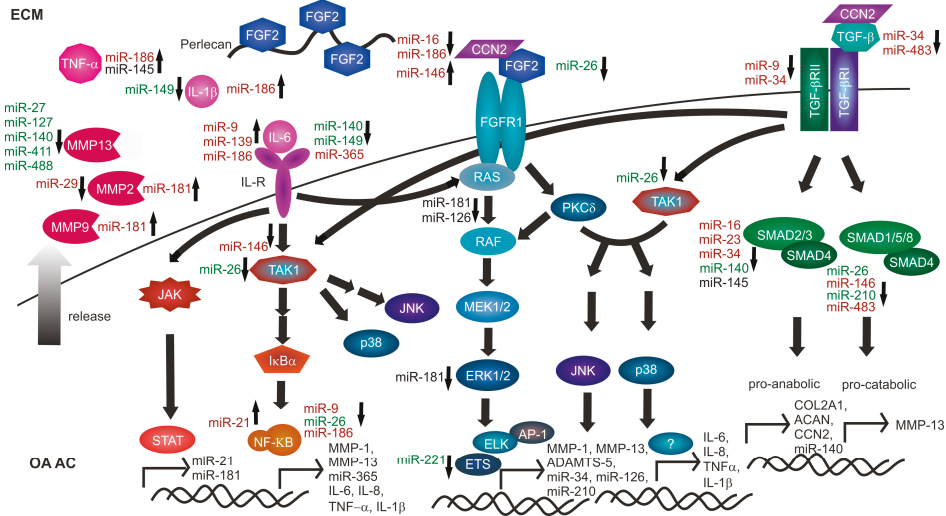 ECM
Perlecan
FGF2
FGF2
FGF2
miR-16
miR-186
miR-146
CCN2
FGF2
miR-26
CCN2
TGF-β
miR-34
miR-483
miR-9
miR-34
TGF-βRII
TGF-βRI
TNF-α
miR-186
miR-145
miR-149
IL-1β
miR-186
miR-27
miR-127
miR-140
miR-411
miR-488
MMP13
miR-9
miR-139
miR-186
IL-6
miR-140
miR-149
miR-365
IL-R
FGFR1
RAS
miR-29
MMP2
miR-181
MMP9
miR-181
miR-181
miR-126
PKCδ
miR-26
TAK1
RAF
miR-146
miR-26
TAK1
miR-16
miR-23
miR-34
miR-140
miR-145
SMAD2/3
SMAD4
SMAD1/5/8
SMAD4
miR-26
miR-146
miR-210
miR-483
release
JAK
JNK
p38
MEK1/2
IκBα
miR-181
ERK1/2
JNK
p38
pro-anabolic
pro-catabolic
STAT
miR-21
NF-KB
miR-9
miR-26
miR-186
ELK
AP-1
ETS
miR-221
?
COL2A1,
ACAN,
CCN2,
miR-140
MMP-13
OA AC
miR-21
miR-181
MMP-1,
MMP-13
miR-365
IL-6, IL-8,
TNF-α, IL-1β
MMP-1, MMP-13,
ADAMTS-5,
miR-34, miR-126,
miR-210
IL-6,
IL-8,
TNFα,
IL-1β